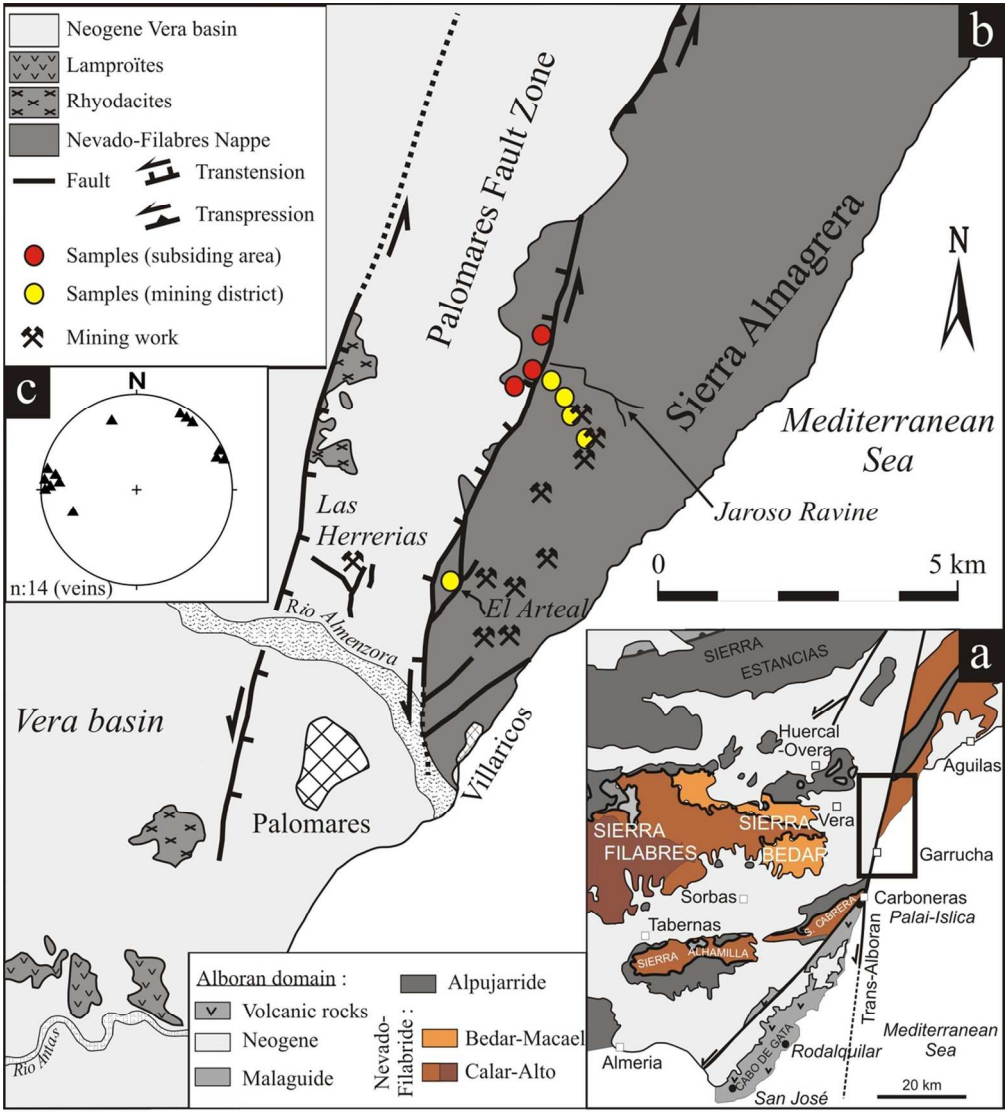 b
Neogene Vera basin
Lamproïtes
Rhyodacites
Nevado-Filabres Nappe
Fault
Transtension
Transpression
Samples (subsiding area)
Samples (mining district)
Mining work
c
N
n:14 (veins)
Palomares Fault Zone
Sierra Almagrera
N
Mediterranean
Sea
Jaroso Ravine
0
5 km
Las
Herrerias
El Arteal
Rio Almenzora
Vera basin
Villaricos
Palomares
Rio Antas
Alboran domain :
Volcanic rocks
Neogene
Malaguide
Alpujarride
Nevado-
Filabride :
Bedar-Macael
Calar-Alto
a
SIERRA
ESTANCIAS
Huercal
-Overa
Aguilas
Vera
SIERRA
FILABRES
SIERRA
BEDAR
Garrucha
Sorbas
Carboneras
Palai-Islica
S. CABRERA
Tabernas
SIERRA
ALHAMILLA
Trans-Alboran
Mediterranean
Sea
Almeria
Rodalquilar
CABO DE GATA
San José
20 km